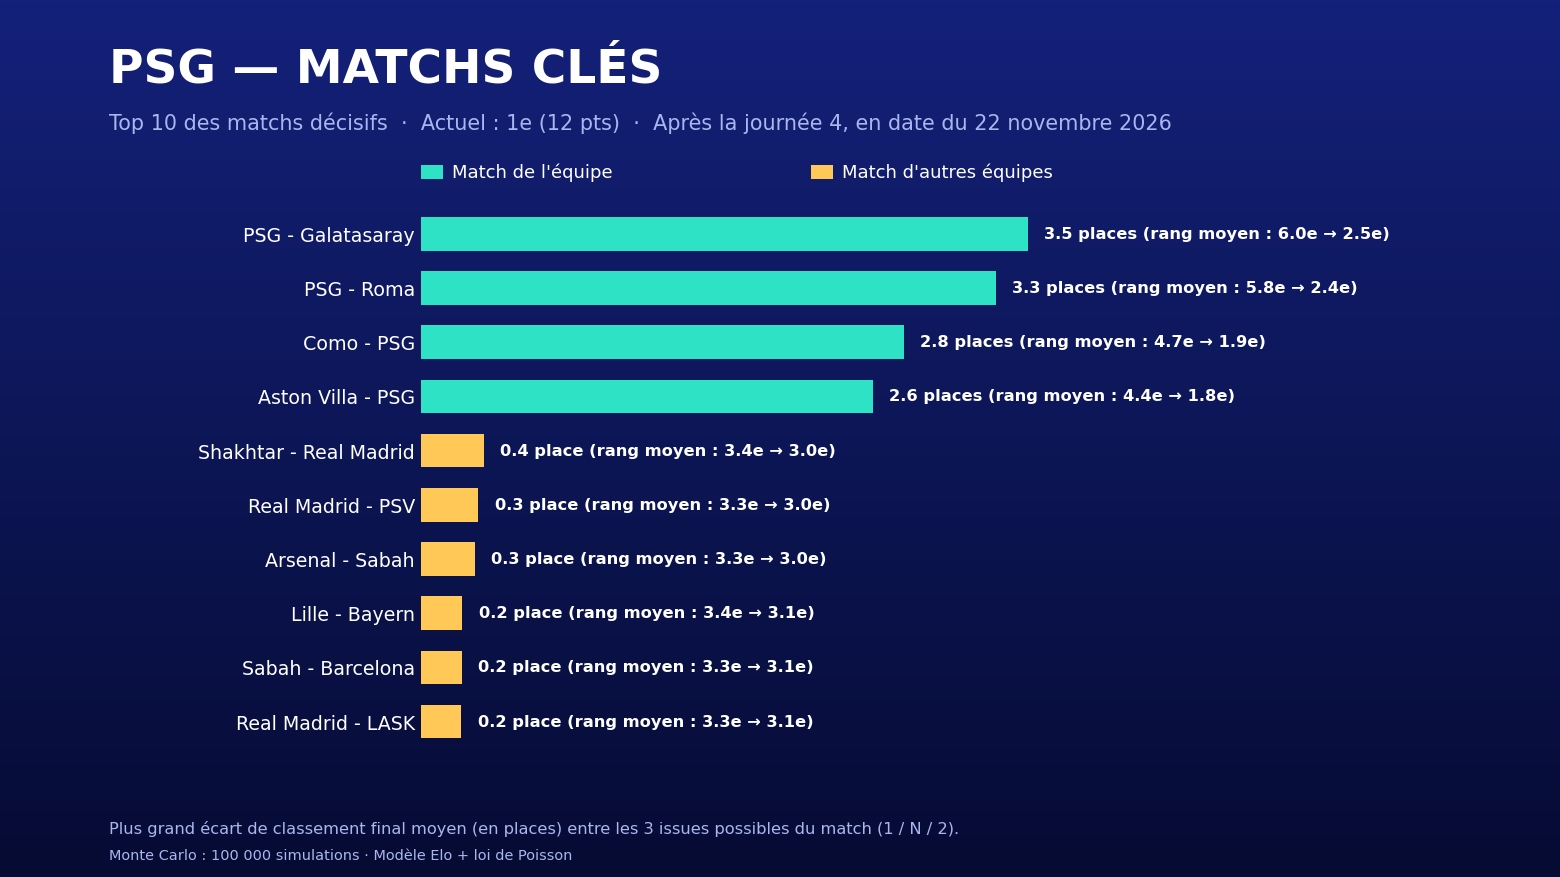 PSG — MATCHS CLÉS
Top 10 des matchs décisifs · Actuel : 1e (12 pts) · Après la journée 4, en date du 22 novembre 2026
Match de l'équipe
Match d'autres équipes
PSG - Galatasaray 3.5 places (rang moyen : 6.0e → 2.5e)
PSG - Roma 3.3 places (rang moyen : 5.8e → 2.4e)
Como - PSG 2.8 places (rang moyen : 4.7e → 1.9e)
Aston Villa - PSG 2.6 places (rang moyen : 4.4e → 1.8e)
Shakhtar - Real Madrid 0.4 place (rang moyen : 3.4e → 3.0e)
Real Madrid - PSV 0.3 place (rang moyen : 3.3e → 3.0e)
Arsenal - Sabah 0.3 place (rang moyen : 3.3e → 3.0e)
Lille - Bayern 0.2 place (rang moyen : 3.4e → 3.1e)
Sabah - Barcelona 0.2 place (rang moyen : 3.3e → 3.1e)
Real Madrid - LASK 0.2 place (rang moyen : 3.3e → 3.1e)
Plus grand écart de classement final moyen (en places) entre les 3 issues possibles du match (1 / N / 2).
Monte Carlo : 100 000 simulations · Modèle Elo + loi de Poisson